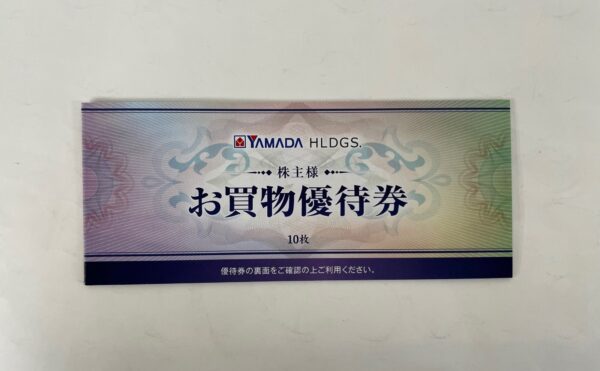 YAMADA HLDGS.
株主様
お買物優待券
10枚
優待券の裏面をご確認の上ご利用ください。